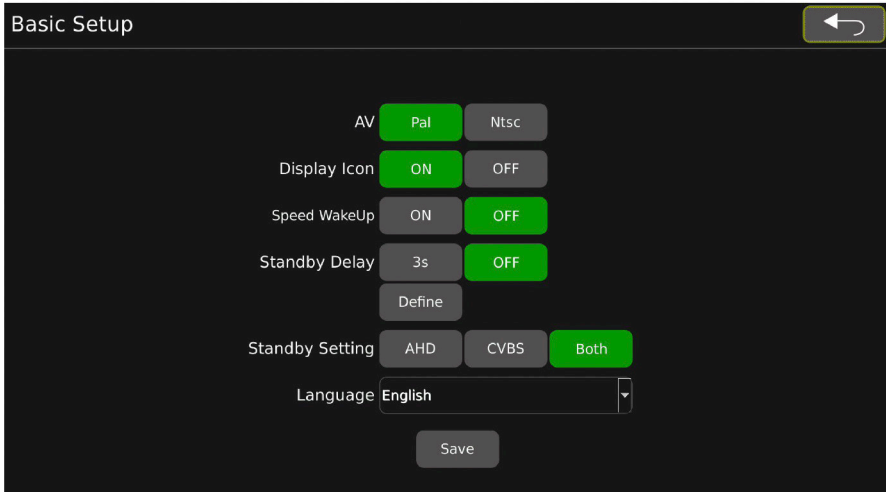 Basic Setup
AV Pal Ntsc
Display Icon ON OFF
Speed WakeUp ON OFF
Standby Delay 3s OFF
Define
Standby Setting AHD CVBS Both
Language English
Save